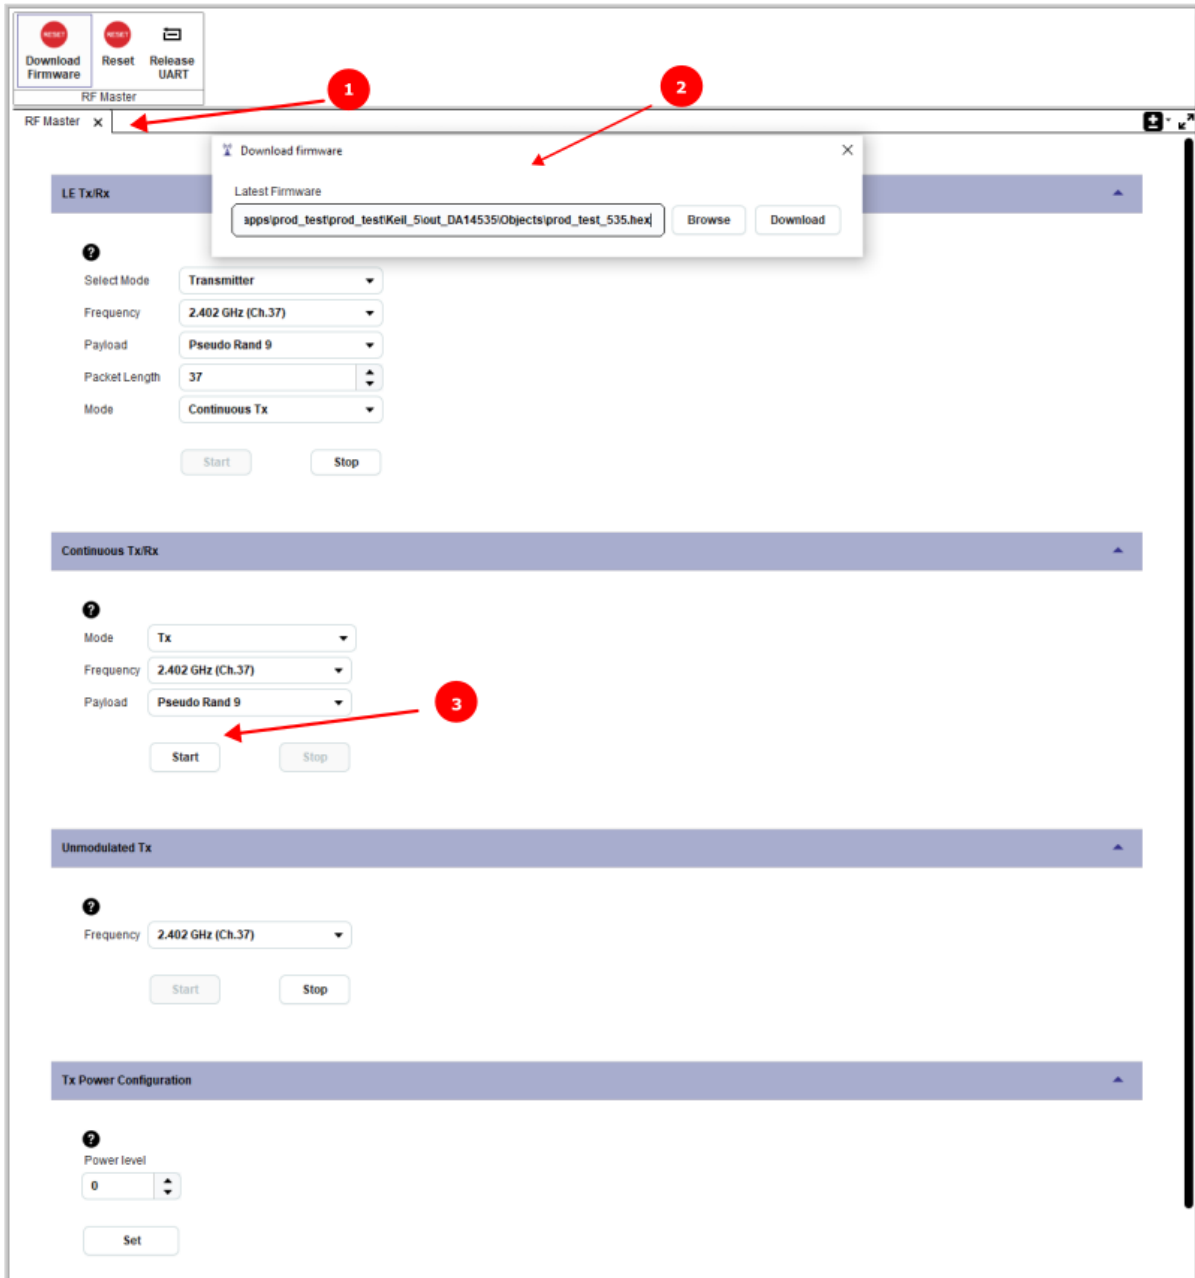 RESET
RESET
Download
Firmware
Reset
Release
UART
RF Master
1
2
RF Master
Download firmware
Latest Firmware
apps\prod_test\prod_test\Keil_5\out_DA14535\Objects\prod_test_535.hex
Browse
Download
LE Tx/Rx
?
Select Mode Transmitter
Frequency 2.402 GHz (Ch.37)
Payload Pseudo Rand 9
Packet Length 37
Mode Continuous Tx
Start Stop
Continuous Tx/Rx
?
Mode Tx
Frequency 2.402 GHz (Ch.37)
Payload Pseudo Rand 9
3
Start Stop
Unmodulated Tx
?
Frequency 2.402 GHz (Ch.37)
Start Stop
Tx Power Configuration
?
Power level
0
Set